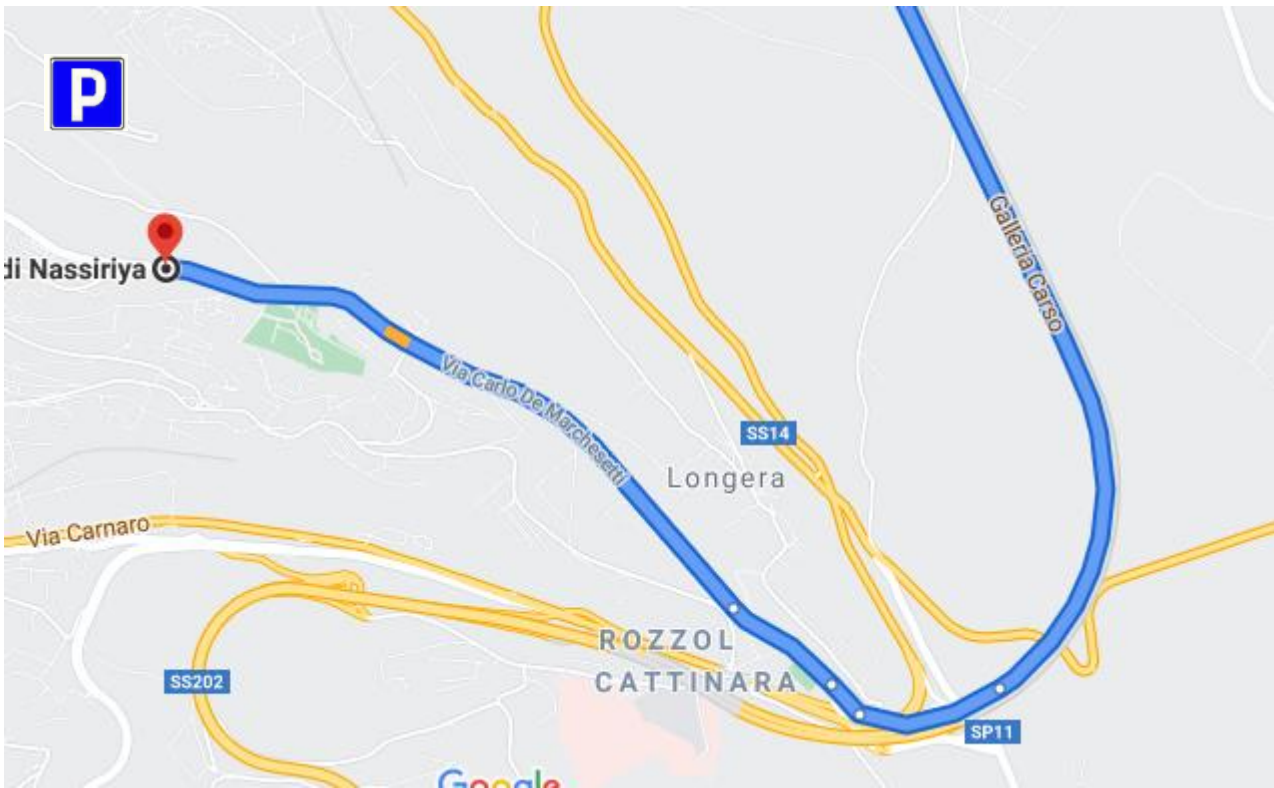 P
di Nassiriya
Galleria Carso
Via Carlo De Marchesetti
SS14
Longera
Via Carnaro
ROZZOL
CATTINARA
SS202
SP11
Google